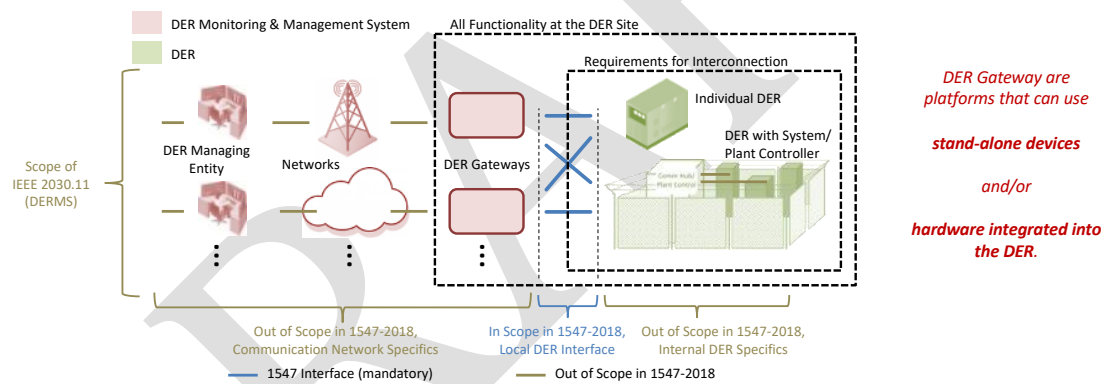 DER Monitoring & Management System
DER
All Functionality at the DER Site
Requirements for Interconnection
Individual DER
DER with System/
Plant Controller
Comm Hub/
Plant Control
DER Managing
Entity
Networks
DER Gateways
Scope of
IEEE 2030.11
(DERMS)
DER Gateway are
platforms that can use
stand-alone devices
and/or
hardware integrated into
the DER.
Out of Scope in 1547-2018,
Communication Network Specifics
In Scope in 1547-2018,
Local DER Interface
Out of Scope in 1547-2018,
Internal DER Specifics
1547 Interface (mandatory)
Out of Scope in 1547-2018